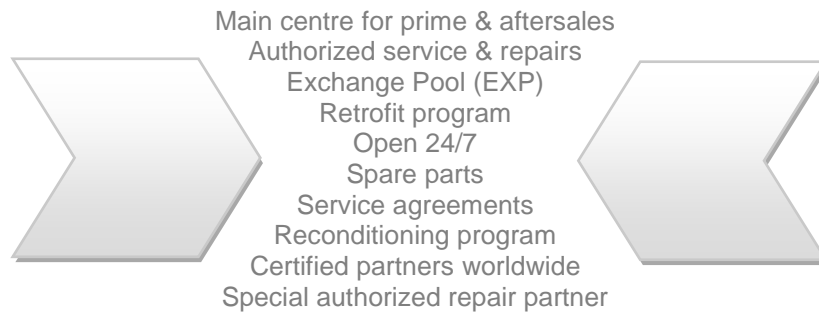 Main centre for prime & aftersales
Authorized service & repairs
Exchange Pool (EXP)
Retrofit program
Open 24/7
Spare parts
Service agreements
Reconditioning program
Certified partners worldwide
Special authorized repair partner